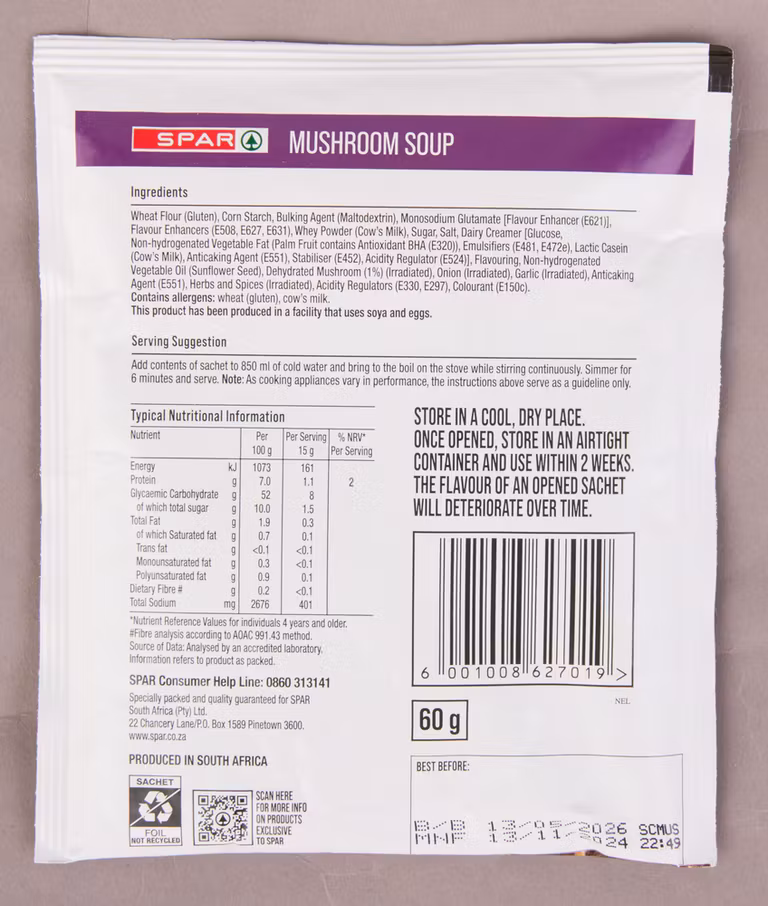 SPAR MUSHROOM SOUP
Ingredients
Wheat Flour (Gluten), Corn Starch, Bulking Agent (Maltodextrin), Monosodium Glutamate [Flavour Enhancer (E621)],
Flavour Enhancers (E508, E627, E631), Whey Powder (Cow's Milk), Sugar, Salt, Dairy Creamer [Glucose,
Non-hydrogenated Vegetable Fat (Palm Fruit contains Antioxidant BHA (E320)), Emulsifiers (E481, E472e), Lactic Casein
(Cow's Milk), Anticaking Agent (E551), Stabiliser (E452), Acidity Regulator (E524)], Flavouring, Non-hydrogenated
Vegetable Oil (Sunflower Seed), Dehydrated Mushroom (1%) (Irradiated), Onion (Irradiated), Garlic (Irradiated), Anticaking
Agent (E551), Herbs and Spices (Irradiated), Acidity Regulators (E330, E297), Colourant (E150c).
Contains allergens: wheat (gluten), cow's milk.
This product has been produced in a facility that uses soya and eggs.
Serving Suggestion
Add contents of sachet to 850 ml of cold water and bring to the boil on the stove while stirring continuously. Simmer for
6 minutes and serve. Note: As cooking appliances vary in performance, the instructions above serve as a guideline only.
Typical Nutritional Information
Nutrient Per 100 g Per Serving 15 g % NRV* Per Serving
Energy kJ 1073 161
Protein g 7.0 1.1 2
Glycaemic Carbohydrate g 52 8
of which total sugar g 10.0 1.5
Total Fat g 1.9 0.3
of which Saturated fat g 0.7 0.1
Trans fat g <0.1 <0.1
Monounsaturated fat g 0.3 <0.1
Polyunsaturated fat g 0.9 0.1
Dietary Fibre # g 0.2 <0.1
Total Sodium mg 2676 401
*Nutrient Reference Values for individuals 4 years and older.
#Fibre analysis according to AOAC 991.43 method.
Source of Data: Analysed by an accredited laboratory.
Information refers to product as packed.
SPAR Consumer Help Line: 0860 313141
Specially packed and quality guaranteed for SPAR
South Africa (Pty) Ltd.
22 Chancery Lane/P.O. Box 1589 Pinetown 3600.
www.spar.co.za
PRODUCED IN SOUTH AFRICA
SACHET
FOIL
NOT RECYCLED
SCAN HERE
FOR MORE INFO
ON PRODUCTS
EXCLUSIVE
TO SPAR
STORE IN A COOL, DRY PLACE.
ONCE OPENED, STORE IN AN AIRTIGHT
CONTAINER AND USE WITHIN 2 WEEKS.
THE FLAVOUR OF AN OPENED SACHET
WILL DETERIORATE OVER TIME.
6 001008 627019 >
NEL
60 g
BEST BEFORE:
B/B 13/05/2026 SCMUS
MNF 13/11/2024 22:49